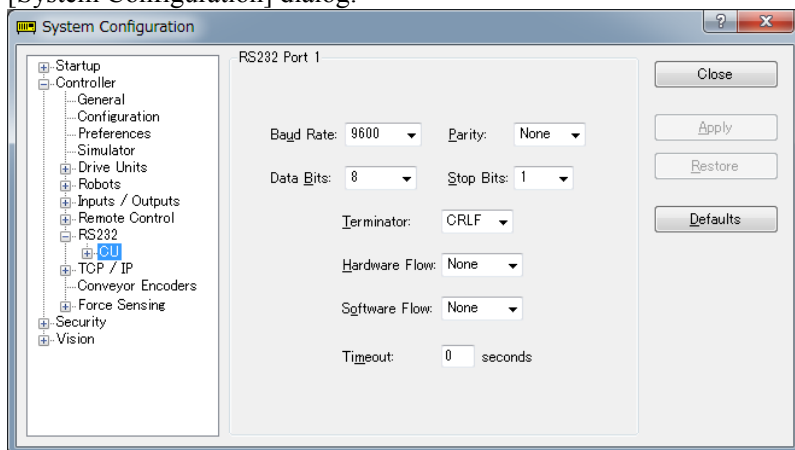 [System Configuration] dialog.
System Configuration
Startup
Controller
General
Configuration
Preferences
Simulator
Drive Units
Robots
Inputs / Outputs
Remote Control
RS232
CU
TCP / IP
Conveyor Encoders
Force Sensing
Security
Vision
RS232 Port 1
Baud Rate: 9600 Parity: None
Data Bits: 8 Stop Bits: 1
Terminator: CRLF
Hardware Flow: None
Software Flow: None
Timeout: 0 seconds
Close
Apply
Restore
Defaults